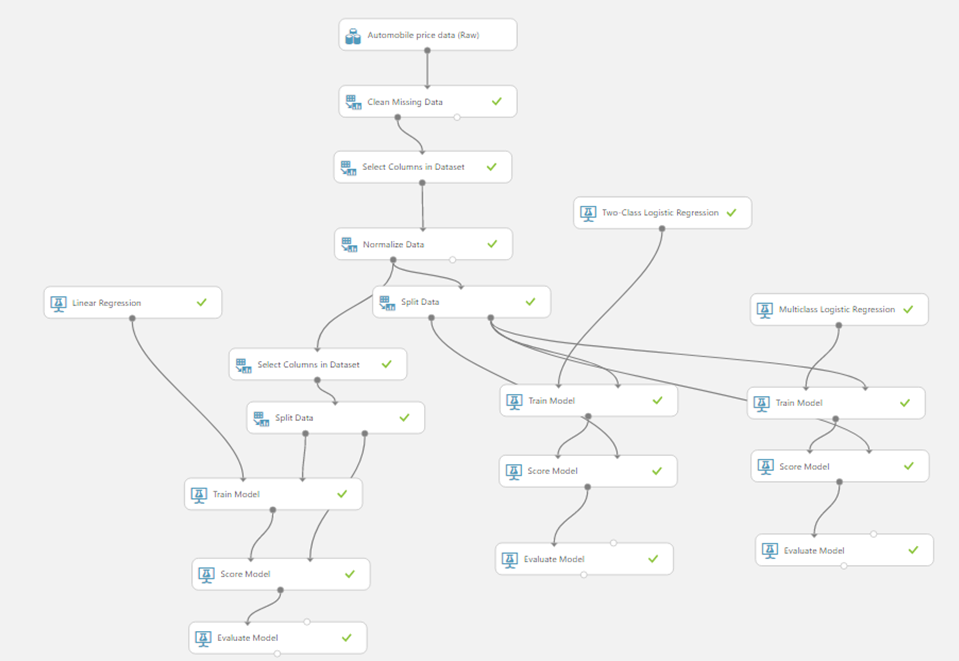 Automobile price data (Raw)
Clean Missing Data
Select Columns in Dataset
Two-Class Logistic Regression
Normalize Data
Linear Regression
Split Data
Multiclass Logistic Regression
Select Columns in Dataset
Train Model
Train Model
Split Data
Score Model
Score Model
Train Model
Evaluate Model
Evaluate Model
Score Model
Evaluate Model